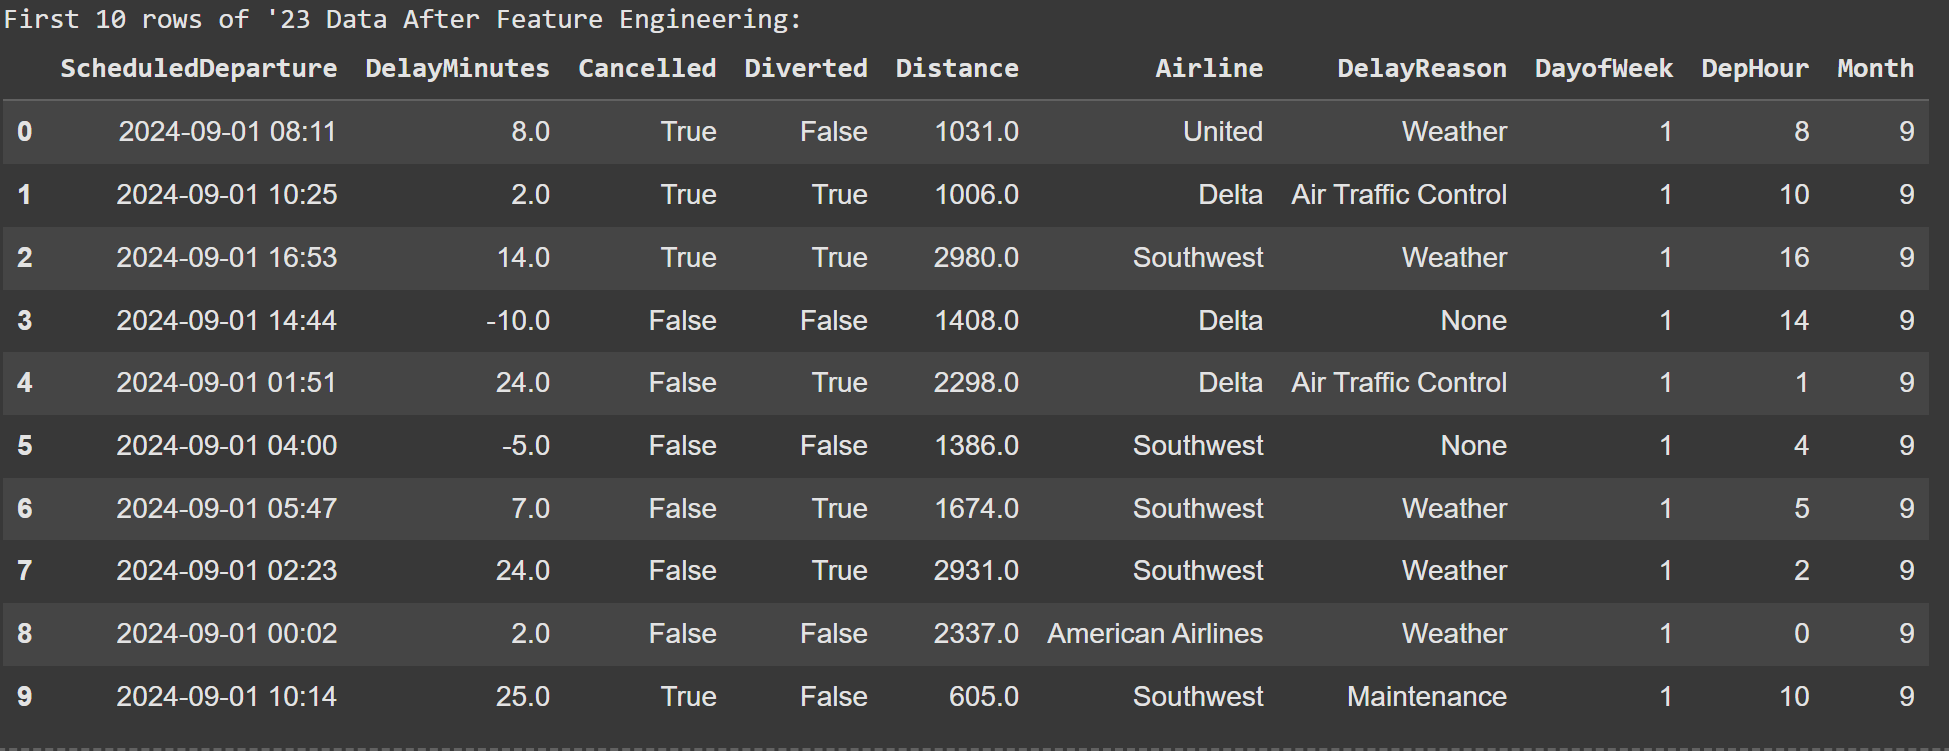 First 10 rows of '23 Data After Feature Engineering:
ScheduledDeparture DelayMinutes Cancelled Diverted Distance Airline DelayReason DayofWeek DepHour Month
0 2024-09-01 08:11 8.0 True False 1031.0 United Weather 1 8 9
1 2024-09-01 10:25 2.0 True True 1006.0 Delta Air Traffic Control 1 10 9
2 2024-09-01 16:53 14.0 True True 2980.0 Southwest Weather 1 16 9
3 2024-09-01 14:44 -10.0 False False 1408.0 Delta None 1 14 9
4 2024-09-01 01:51 24.0 False True 2298.0 Delta Air Traffic Control 1 1 9
5 2024-09-01 04:00 -5.0 False False 1386.0 Southwest None 1 4 9
6 2024-09-01 05:47 7.0 False True 1674.0 Southwest Weather 1 5 9
7 2024-09-01 02:23 24.0 False True 2931.0 Southwest Weather 1 2 9
8 2024-09-01 00:02 2.0 False False 2337.0 American Airlines Weather 1 0 9
9 2024-09-01 10:14 25.0 True False 605.0 Southwest Maintenance 1 10 9